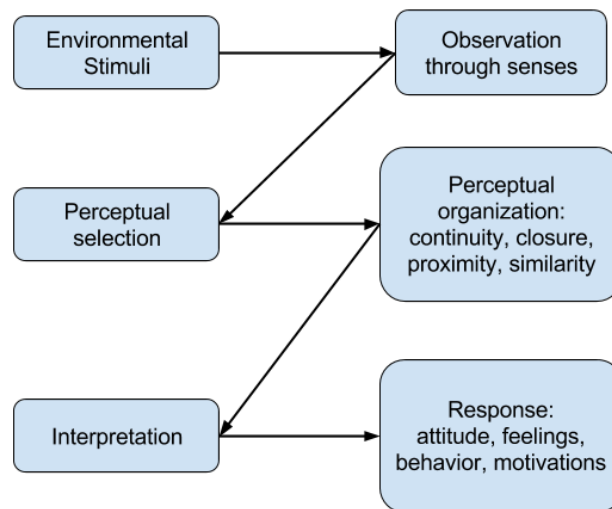 Environmental
Stimuli
Observation
through senses
Perceptual
selection
Perceptual
organization:
continuity, closure,
proximity, similarity
Interpretation
Response:
attitude, feelings,
behavior, motivations